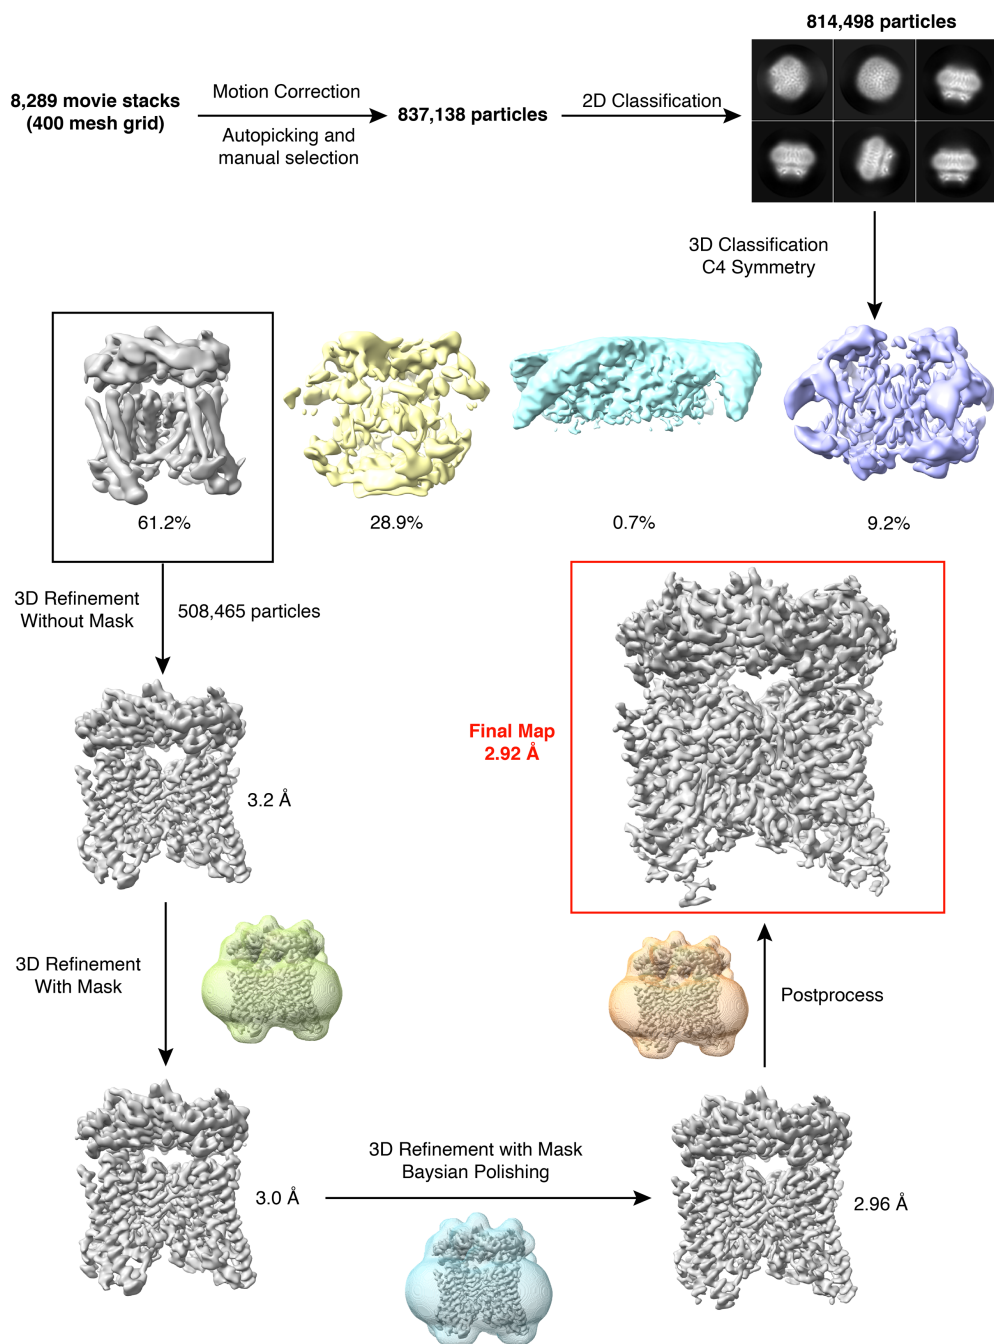 814,498 particles
8,289 movie stacks
(400 mesh grid)
Motion Correction
Autopicking and
manual selection
837,138 particles
2D Classification
3D Classification
C4 Symmetry
61.2%
28.9%
0.7%
9.2%
3D Refinement
Without Mask
508,465 particles
Final Map
2.92 Å
3.2 Å
3D Refinement
With Mask
Postprocess
3.0 Å
3D Refinement with Mask
Baysian Polishing
2.96 Å